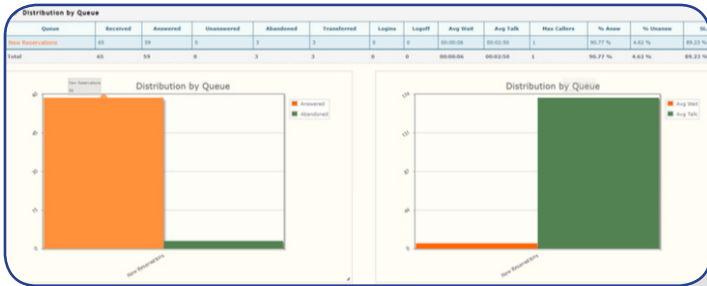 Distribution by Queue
Queue Received Answered Unanswered Abandoned Transferred Logins Logoff Avg Wait Avg Talk Max Callers % Answ % Unansw
New Reservations 65 59 0 3 3 0 0 00:00:06 00:02:50 1 90.77 % 4.62 % 89.23 %
Total 65 59 0 3 3 0 0 00:00:06 00:02:50 1 90.77 % 4.62 % 89.23 %
Distribution by Queue Distribution by Queue
New Reservations
Answered
Abandoned
Avg Wait
Avg Talk
New Reservations New Reservations